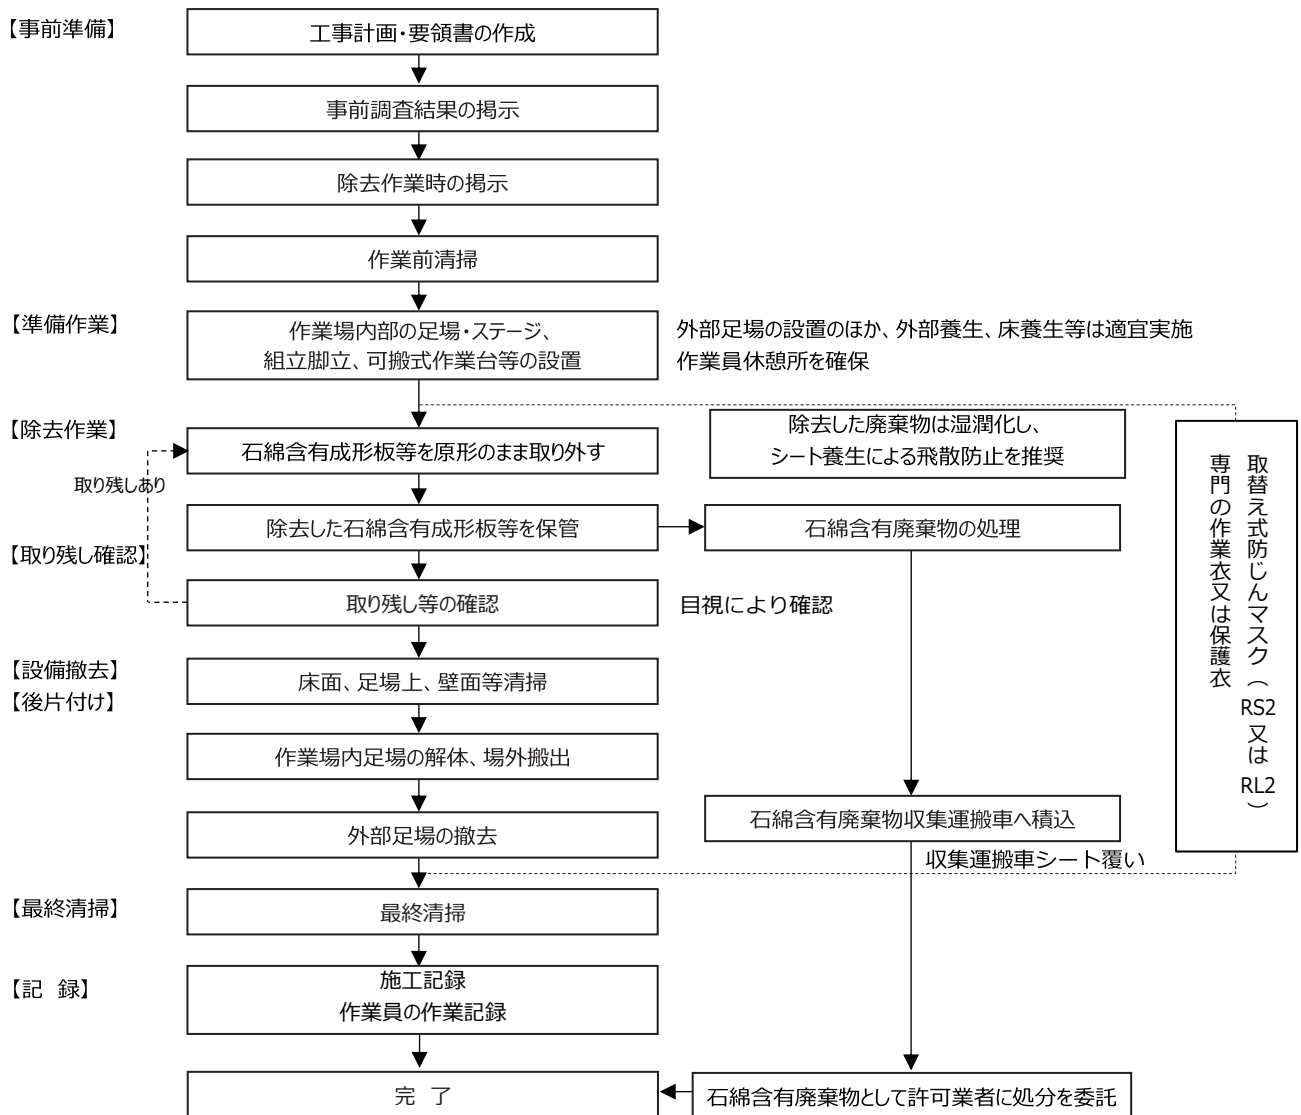 【事前準備】
工事計画・要領書の作成
事前調査結果の掲示
除去作業時の掲示
作業前清掃
【準備作業】
作業場内部の足場・ステージ、
組立脚立、可搬式作業台等の設置
外部足場の設置のほか、外部養生、床養生等は適宜実施
作業員休憩所を確保
【除去作業】
石綿含有成形板等を原形のまま取り外す
除去した廃棄物は湿潤化し、
シート養生による飛散防止を推奨
取替え式防じんマスク（RS2又はRL2）
専門の作業衣又は保護衣
取り残しあり
除去した石綿含有成形板等を保管
石綿含有廃棄物の処理
【取り残し確認】
取り残し等の確認
目視により確認
【設備撤去】
【後片付け】
床面、足場上、壁面等清掃
作業場内足場の解体、場外搬出
外部足場の撤去
石綿含有廃棄物収集運搬車へ積込
収集運搬車シート覆い
【最終清掃】
最終清掃
【記　録】
施工記録
作業員の作業記録
完　了
石綿含有廃棄物として許可業者に処分を委託